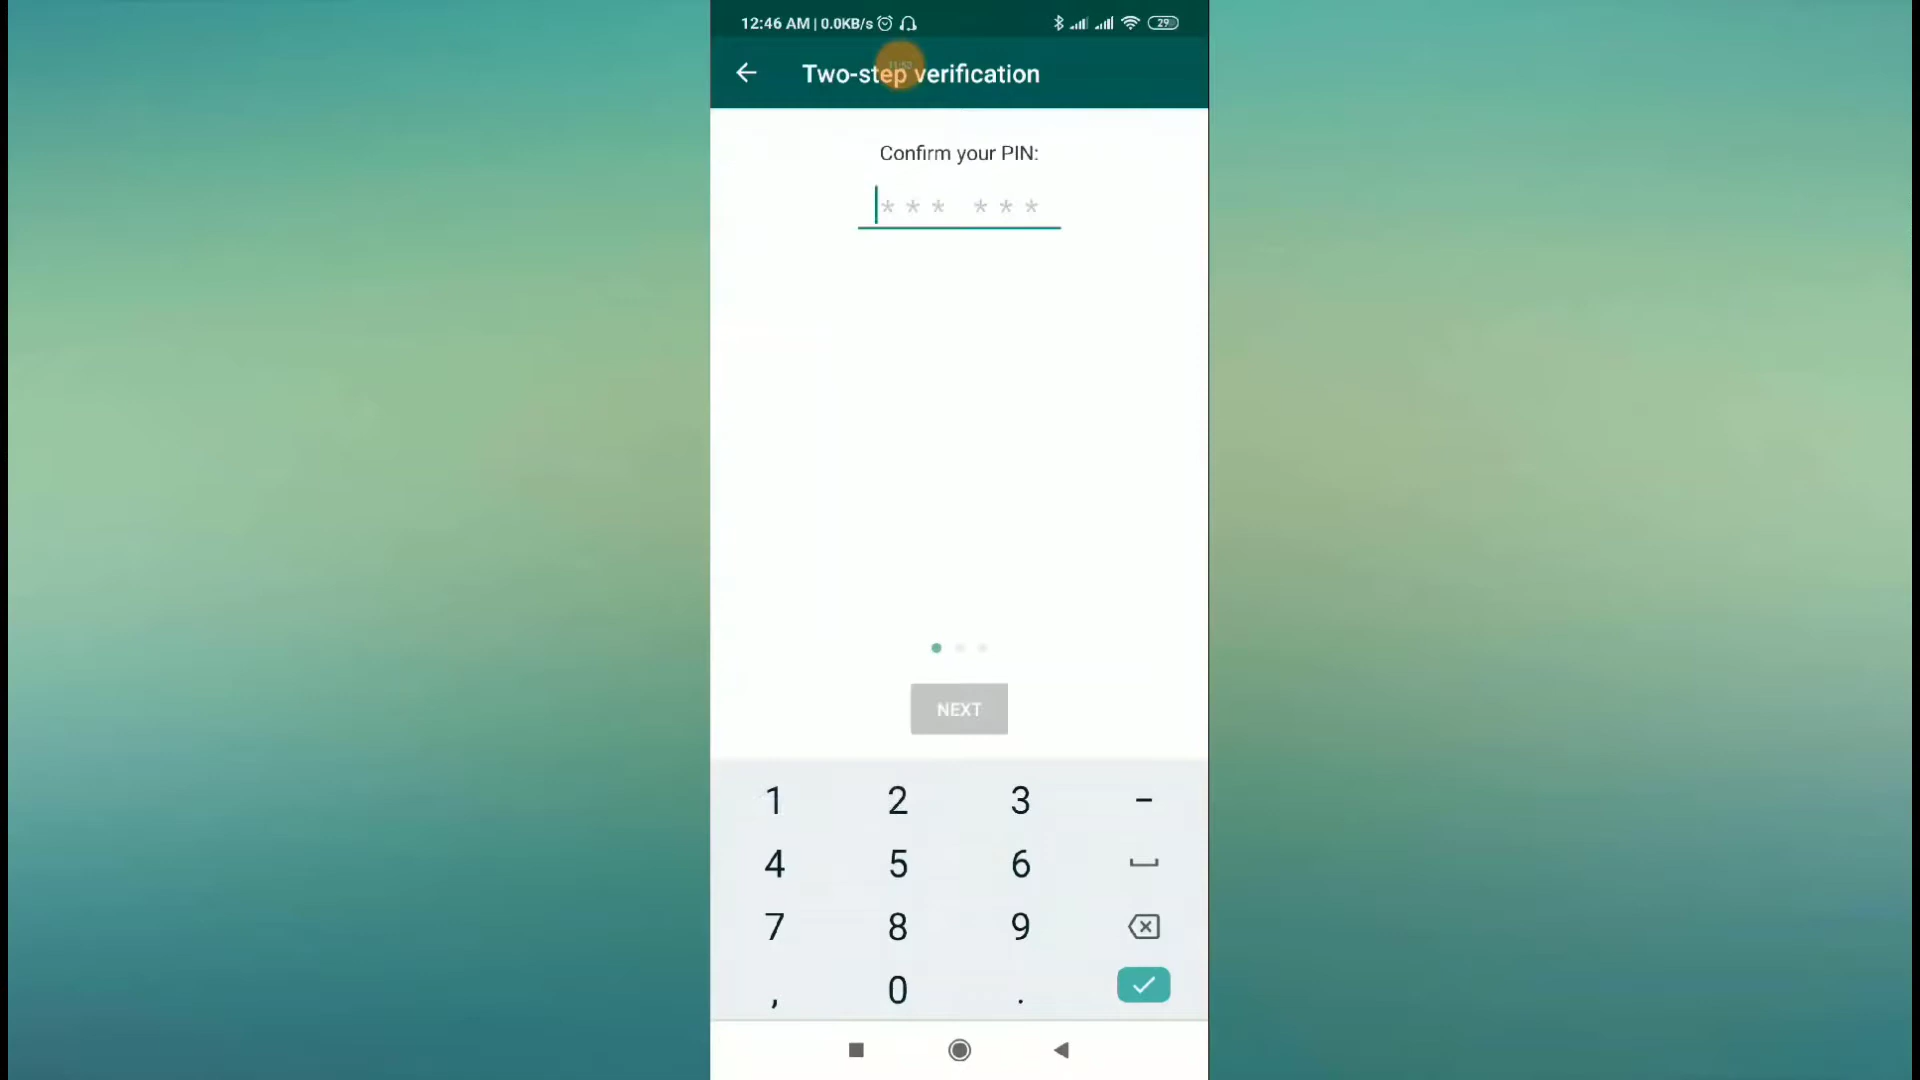 12:46 AM | 0.0KB/s
29
Two-step verification
Confirm your PIN:
* * * * * *
NEXT
1 2 3 –
4 5 6
7 8 9
, 0 .